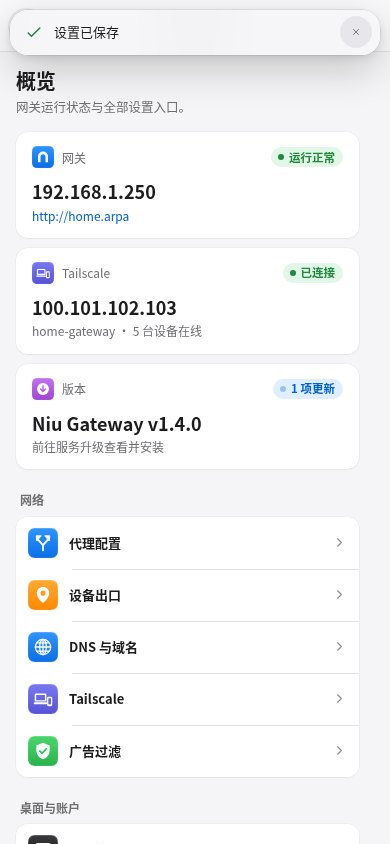 设置已保存
概览
网关运行状态与全部设置入口。
网关
运行正常
192.168.1.250
http://home.arpa
Tailscale
已连接
100.101.102.103
home-gateway · 5 台设备在线
版本
1 项更新
Niu Gateway v1.4.0
前往服务升级查看并安装
网络
代理配置
设备出口
DNS 与域名
Tailscale
广告过滤
桌面与账户